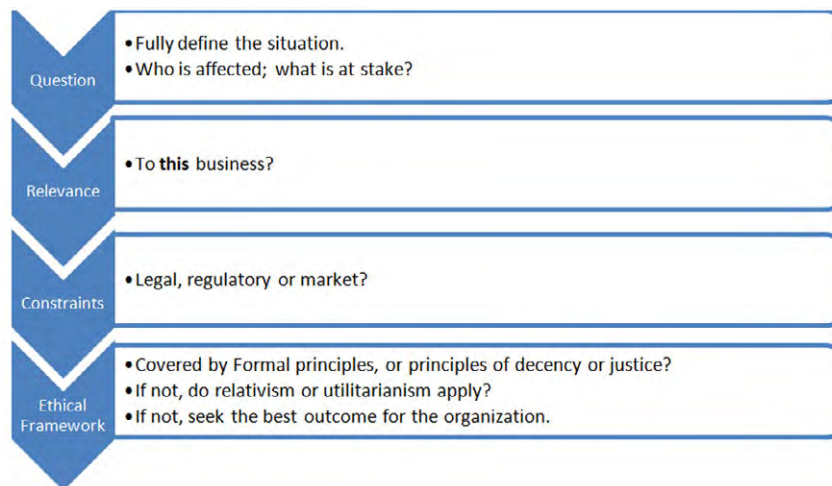 Question
•Fully define the situation.
•Who is affected; what is at stake?
Relevance
•To this business?
Constraints
•Legal, regulatory or market?
Ethical
Framework
•Covered by Formal principles, or principles of decency or justice?
•If not, do relativism or utilitarianism apply?
•If not, seek the best outcome for the organization.